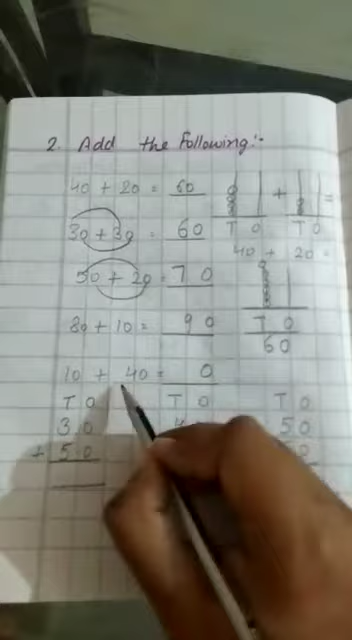 2. Add the Following:-
40 + 20 = 60
+ =
T O T O
30 + 30 = 60
40 + 20 =
50 + 20 = 70
T O
80 + 10 = 90
60
10 + 40 = 0
T O T O T O
30 50
+ 50